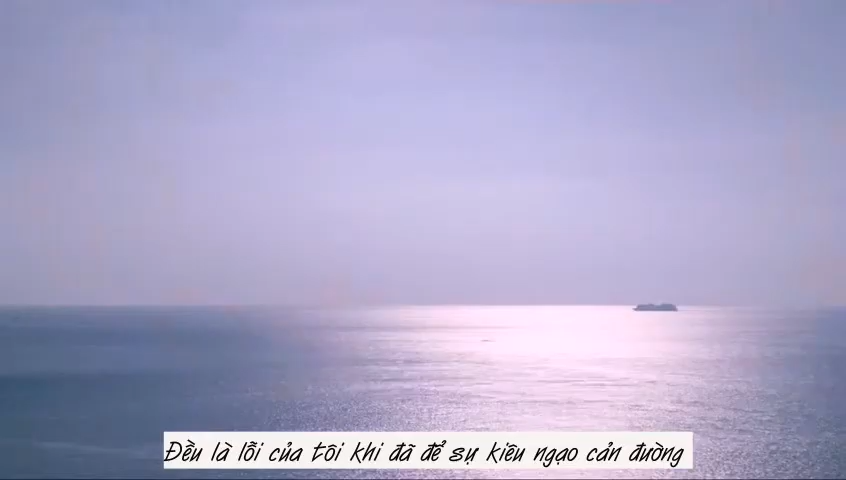 Đều là lỗi của tôi khi đã để sự kiêu ngạo cản đường